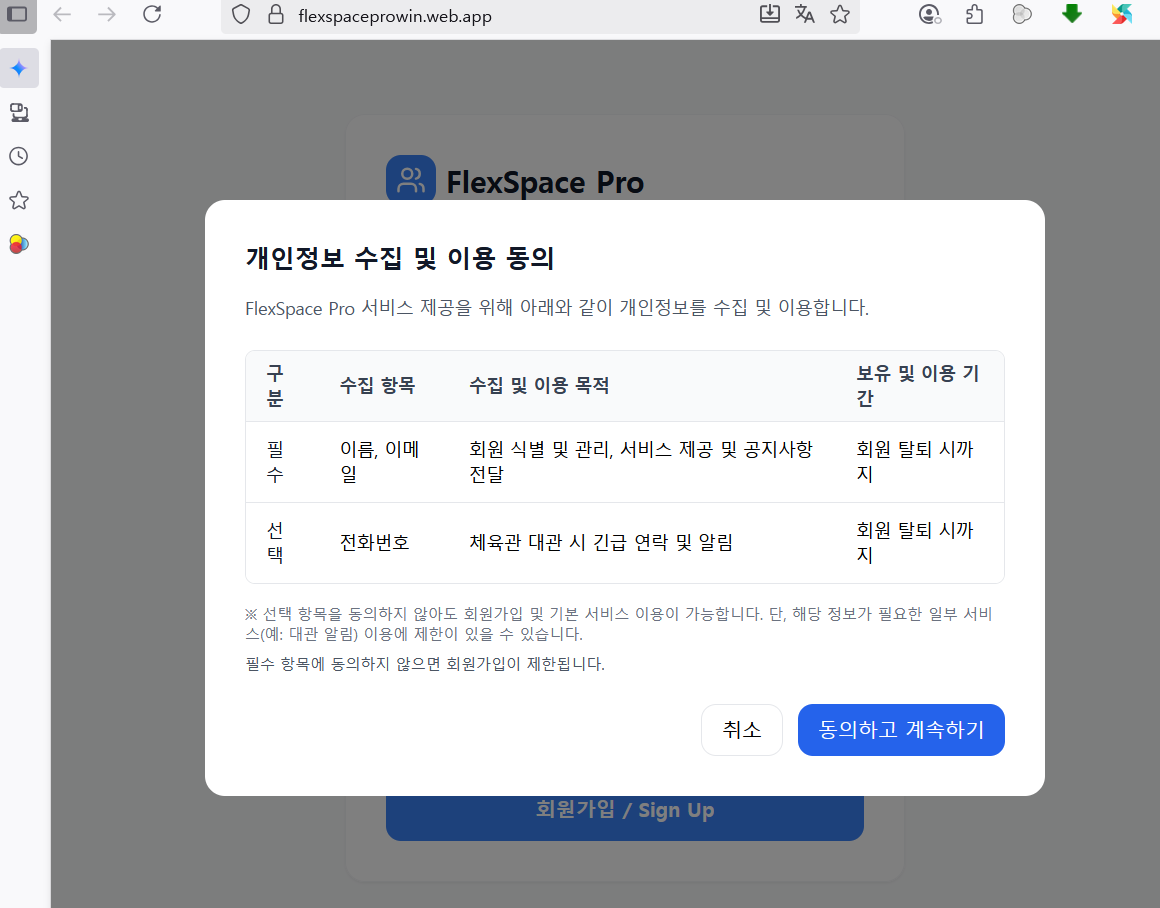 flexspaceprowin.web.app
FlexSpace Pro
개인정보 수집 및 이용 동의
FlexSpace Pro 서비스 제공을 위해 아래와 같이 개인정보를 수집 및 이용합니다.
구분 수집 항목 수집 및 이용 목적 보유 및 이용 기간
필수 이름, 이메일 회원 식별 및 관리, 서비스 제공 및 공지사항 전달 회원 탈퇴 시까지
선택 전화번호 체육관 대관 시 긴급 연락 및 알림 회원 탈퇴 시까지
※ 선택 항목을 동의하지 않아도 회원가입 및 기본 서비스 이용이 가능합니다. 단, 해당 정보가 필요한 일부 서비
스(예: 대관 알림) 이용에 제한이 있을 수 있습니다.
필수 항목에 동의하지 않으면 회원가입이 제한됩니다.
취소 동의하고 계속하기
회원가입 / Sign Up